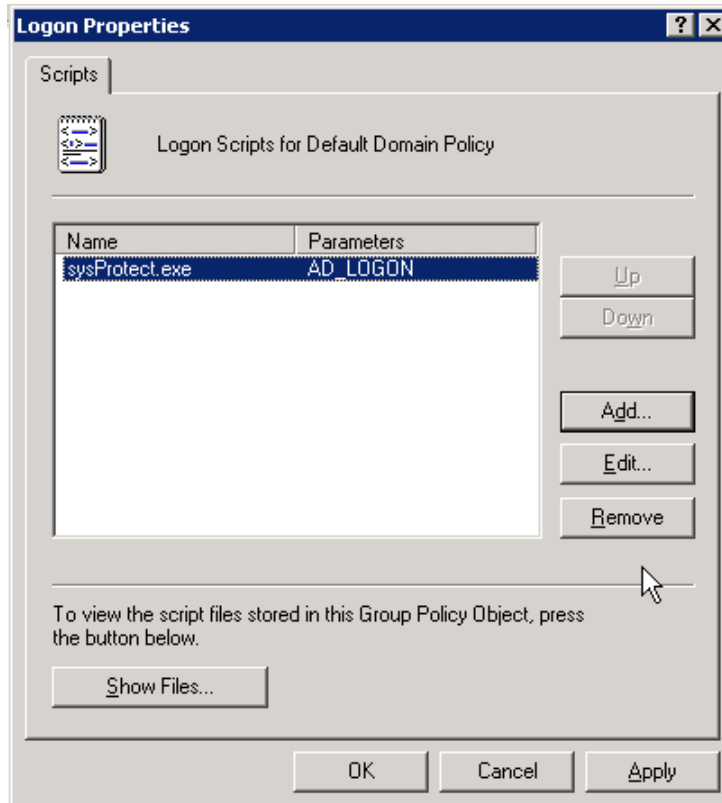 Logon Properties
Scripts
Logon Scripts for Default Domain Policy
Name Parameters
sysProtect.exe AD_LOGON
Up
Down
Add...
Edit...
Remove
To view the script files stored in this Group Policy Object, press
the button below.
Show Files...
OK Cancel Apply